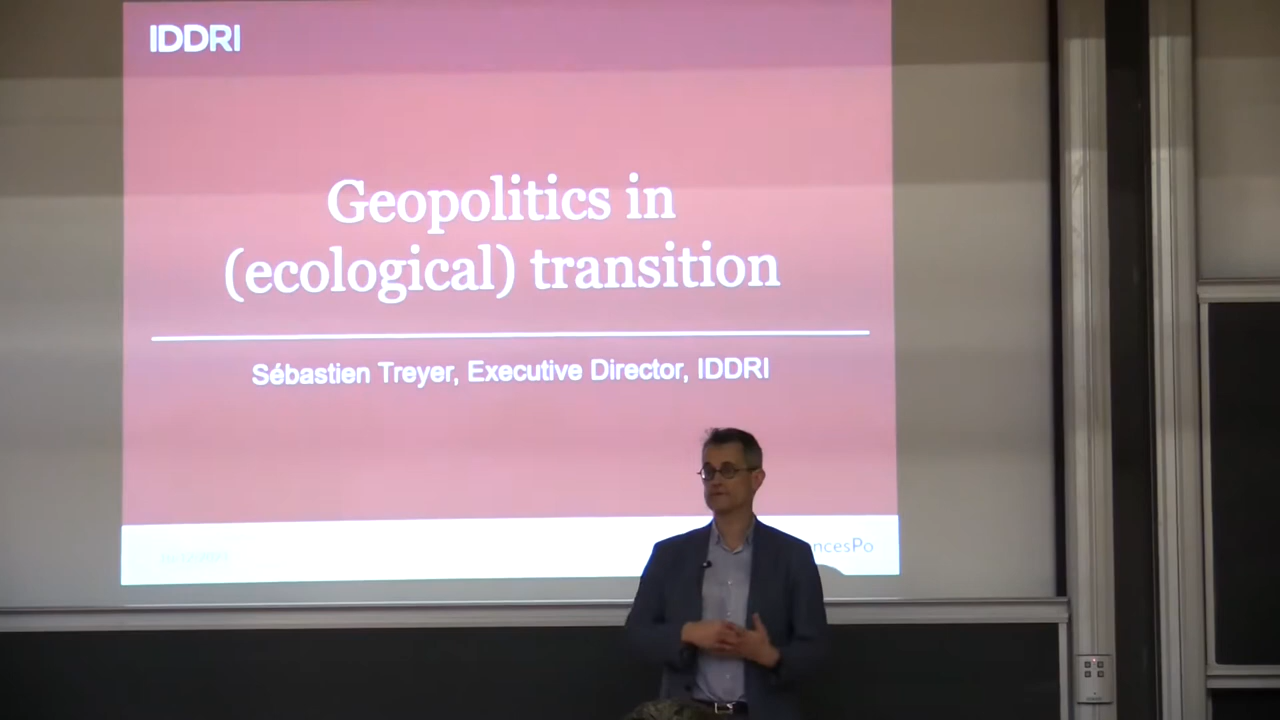 IDDRI
Geopolitics in
(ecological) transition
Sébastien Treyer, Executive Director, IDDRI
ncesPo